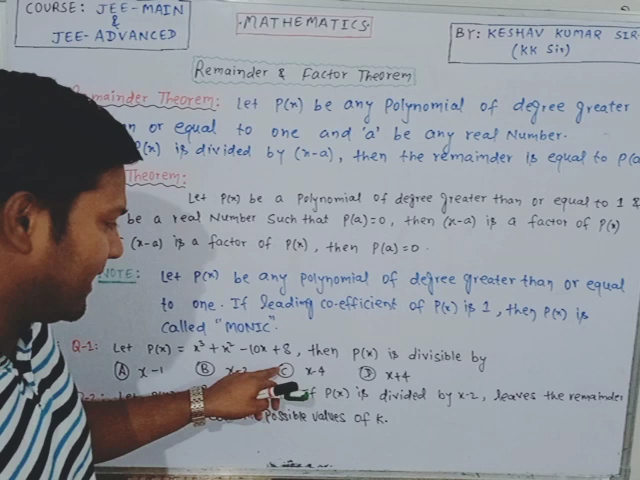 COURSE: JEE-MAIN
&
JEE-ADVANCED
MATHEMATICS
BY: KESHAV KUMAR SIR
(KK Sir)
Remainder & Factor Theorem
Remainder Theorem: Let P(x) be any Polynomial of degree greater
or equal to one and 'a' be any real Number.
P(x) is divided by (x-a), then the remainder is equal to P(a
Theorem:
Let P(x) be a Polynomial of degree greater than or equal to 1 &
be a real Number such that P(a)=0, then (x-a) is a factor of P(x)
(x-a) is a factor of P(x), then P(a)=0.
NOTE: Let P(x) be any polynomial of degree greater than or equal
to one. If leading co-efficient of P(x) is 1, then P(x) is
called "MONIC".
Q-1: Let P(x) = x³ + x² - 10x + 8, then P(x) is divisible by
(A) x-1 (B) x-2 (C) x-4 (D) x+4
if P(x) is divided by x-2, leaves the remainder
possible values of K.